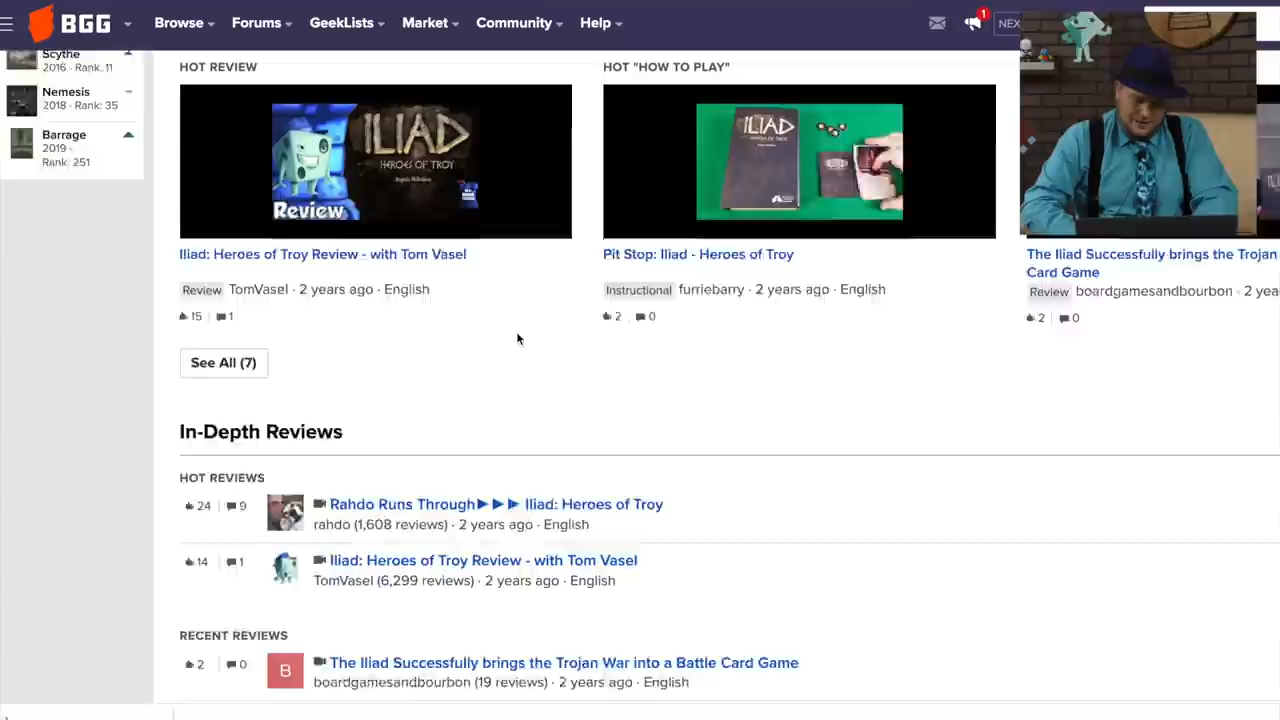 BGG
Browse
Forums
GeekLists
Market
Community
Help
1
NEX
Scythe
2016 · Rank: 11
Nemesis
2018 · Rank: 35
Barrage
2019 ·
Rank: 251
HOT REVIEW
HOT "HOW TO PLAY"
ILIAD
HEROES OF TROY
Review
ILIAD
Iliad: Heroes of Troy Review - with Tom Vasel
Review TomVasel · 2 years ago · English
15 | 1
Pit Stop: Iliad - Heroes of Troy
Instructional furriebarry · 2 years ago · English
2 | 0
The Iliad Successfully brings the Trojan
Card Game
Review boardgamesandbourbon · 2 yea
2 | 0
See All (7)
In-Depth Reviews
HOT REVIEWS
24 | 9
Rahdo Runs Through►►► Iliad: Heroes of Troy
rahdo (1,608 reviews) · 2 years ago · English
14 | 1
Iliad: Heroes of Troy Review - with Tom Vasel
TomVasel (6,299 reviews) · 2 years ago · English
RECENT REVIEWS
2 | 0
B
The Iliad Successfully brings the Trojan War into a Battle Card Game
boardgamesandbourbon (19 reviews) · 2 years ago · English